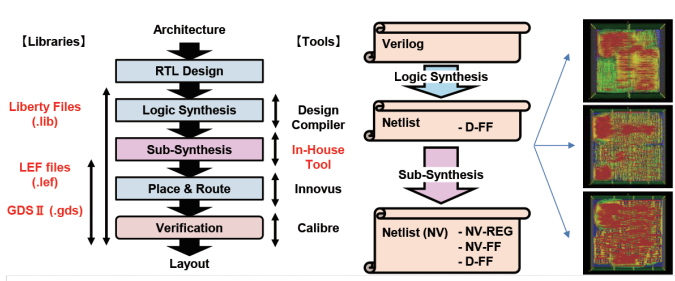 Architecture
【Libraries】
【Tools】
RTL Design
Liberty Files
(.lib)
Logic Synthesis
Design
Compiler
Sub-Synthesis
In-House
Tool
LEF files
(.lef)
Place & Route
Innovus
GDSⅡ (.gds)
Verification
Calibre
Layout
Verilog
Logic Synthesis
Netlist
- D-FF
Sub-Synthesis
Netlist (NV)
- NV-REG
- NV-FF
- D-FF